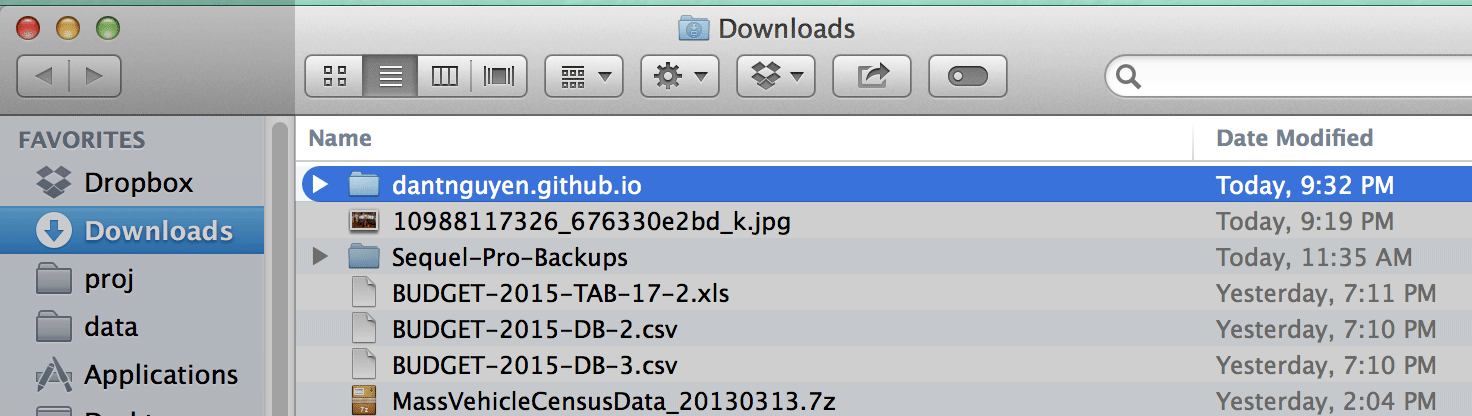 Downloads
FAVORITES
Dropbox
Downloads
proj
data
Applications
Name Date Modified
dantnguyen.github.io Today, 9:32 PM
10988117326_676330e2bd_k.jpg Today, 9:19 PM
Sequel-Pro-Backups Today, 11:35 AM
BUDGET-2015-TAB-17-2.xls Yesterday, 7:11 PM
BUDGET-2015-DB-2.csv Yesterday, 7:10 PM
BUDGET-2015-DB-3.csv Yesterday, 7:10 PM
MassVehicleCensusData_20130313.7z Yesterday, 2:04 PM